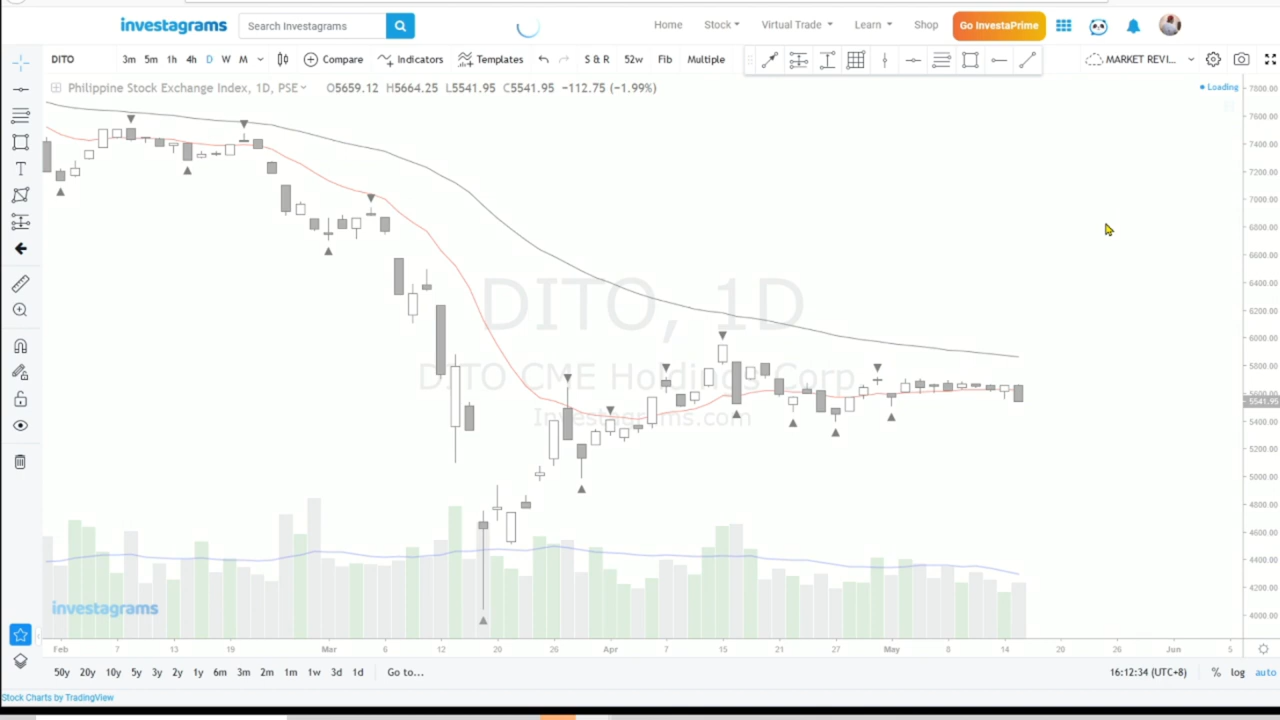 investagrams Search Investagrams Home Stock Virtual Trade Learn Shop Go InvestaPrime
DITO 3m 5m 1h 4h D W M Compare Indicators Templates S & R 52w Fib Multiple MARKET REVI...
Philippine Stock Exchange Index, 1D, PSE O5659.12 H5664.25 L5541.95 C5541.95 −112.75 (−1.99%)
Loading
7800.00
7600.00
7400.00
7200.00
7000.00
6800.00
6600.00
6400.00
6200.00
6000.00
5800.00
5541.95
5400.00
5200.00
5000.00
4800.00
4600.00
4400.00
4200.00
4000.00
DITO, 1D
DITO CME Holdings Corp
Investagrams.com
investagrams
Feb 7 13 19 Mar 6 12 20 26 Apr 7 15 21 27 May 8 14 20 26 Jun 5
50y 20y 10y 5y 3y 2y 1y 6m 3m 2m 1m 1w 3d 1d Go to... 16:12:34 (UTC+8) % log auto
Stock Charts by TradingView